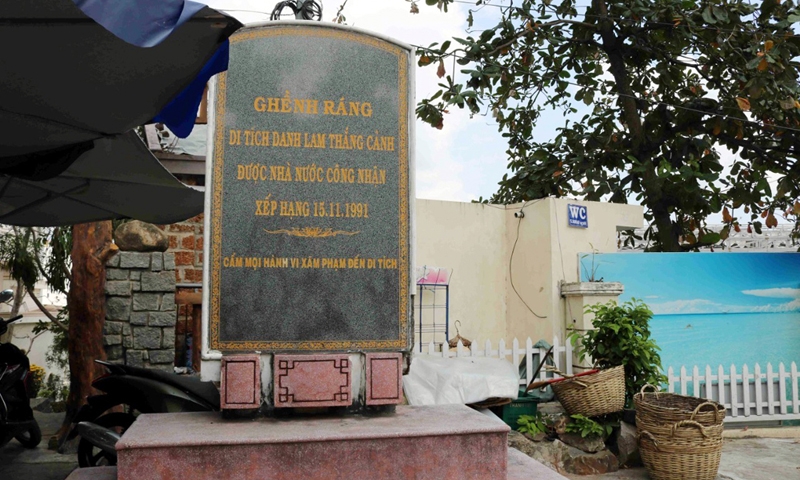 GHỀNH RÁNG
DI TÍCH DANH LAM THẮNG CẢNH
ĐƯỢC NHÀ NƯỚC CÔNG NHẬN
XẾP HẠNG 15.11.1991
CẤM MỌI HÀNH VI XÂM PHẠM ĐẾN DI TÍCH
WC